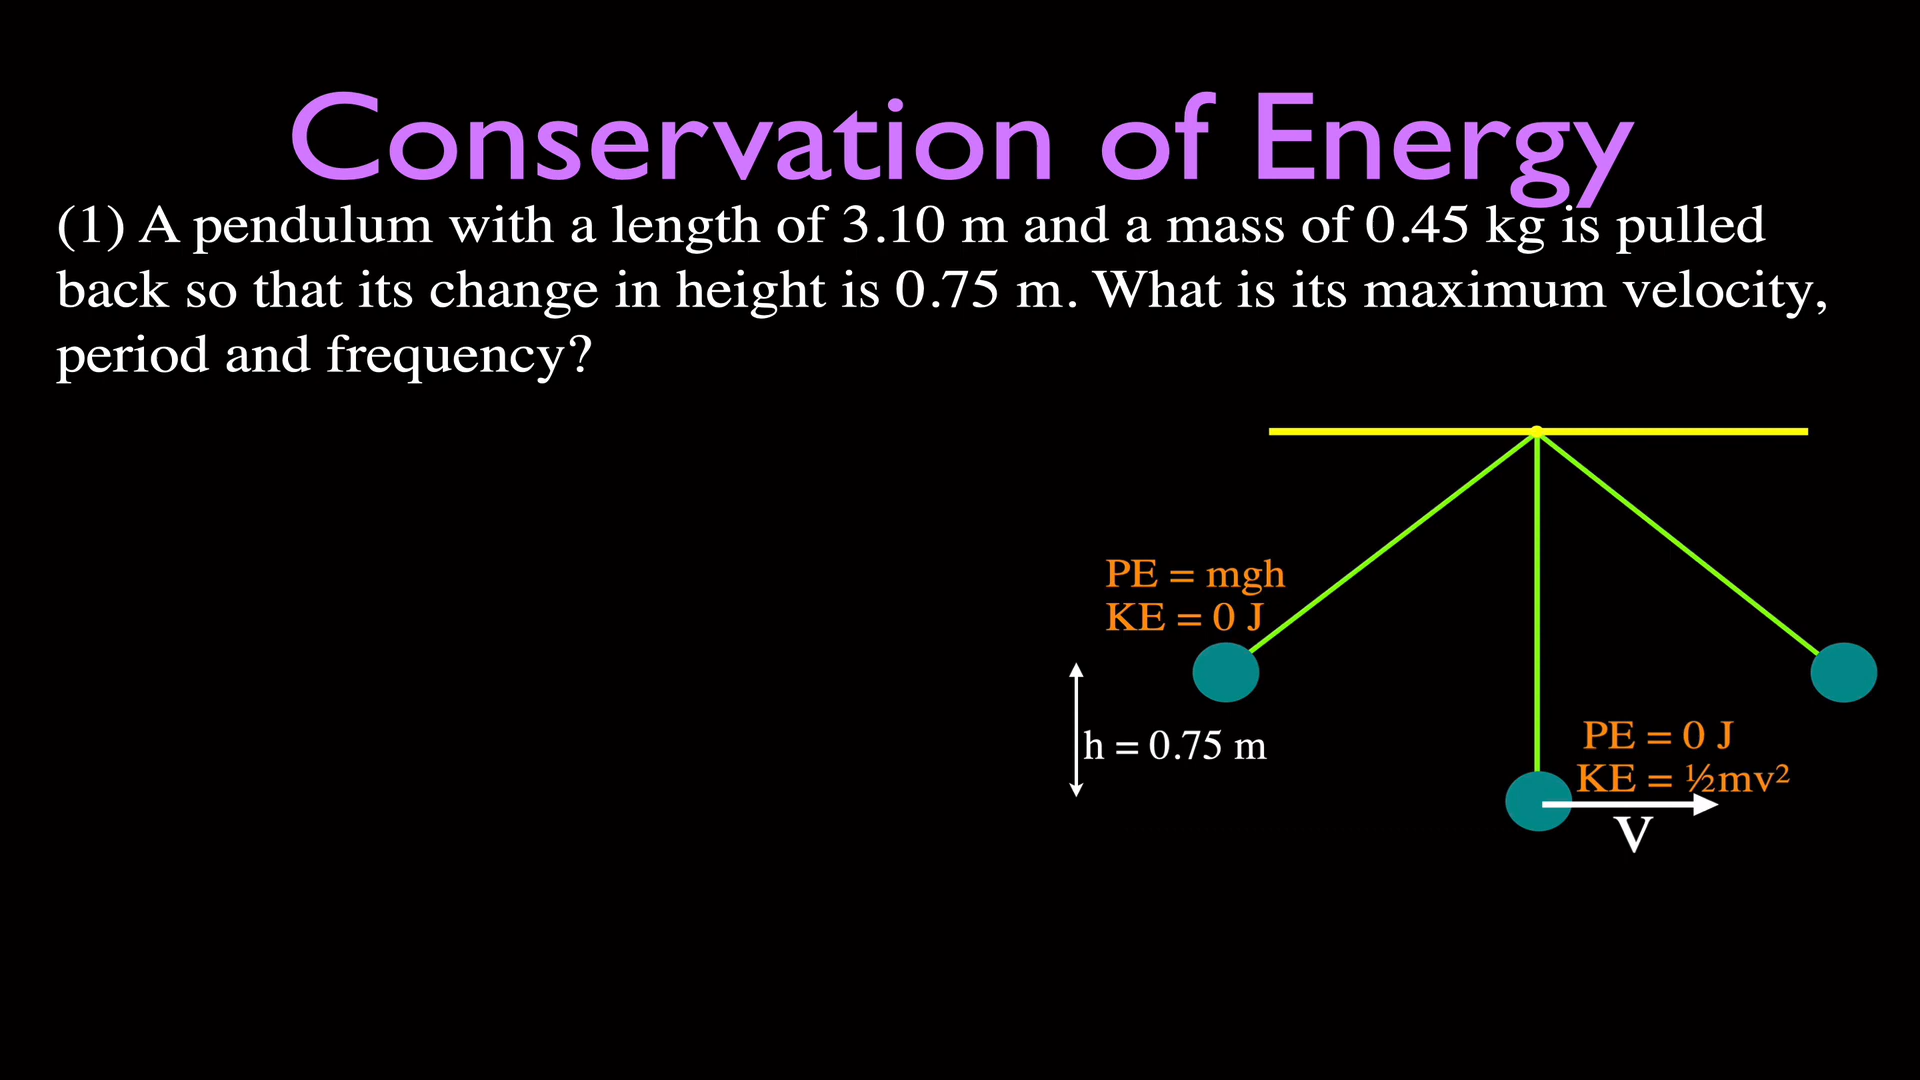 Conservation of Energy
(1) A pendulum with a length of 3.10 m and a mass of 0.45 kg is pulled
back so that its change in height is 0.75 m. What is its maximum velocity,
period and frequency?
PE = mgh
KE = 0 J
h = 0.75 m
PE = 0 J
KE = ½mv²
V